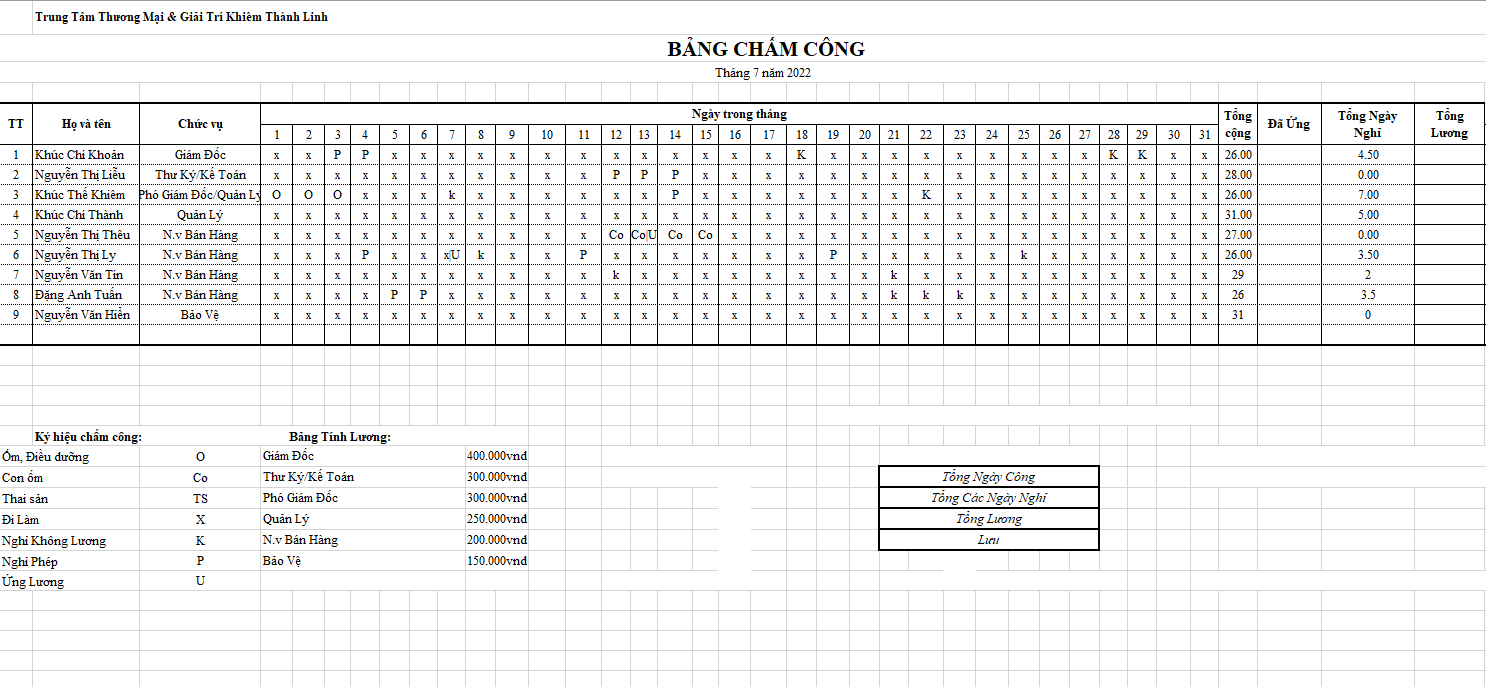 Trung Tâm Thương Mại & Giải Trí Khiêm Thành Linh
BẢNG CHẤM CÔNG
Tháng 7 năm 2022
TT Họ và tên Chức vụ Ngày trong tháng Tổng cộng Đã Ứng Tổng Ngày Nghỉ Tổng Lương
1 2 3 4 5 6 7 8 9 10 11 12 13 14 15 16 17 18 19 20 21 22 23 24 25 26 27 28 29 30 31
1 Khúc Chí Khoản Giám Đốc x x P P x x x x x x x x x x x x x K x x x x x x x x x K K x x 26.00 4.50
2 Nguyễn Thị Liễu Thư Ký/Kế Toán x x x x x x x x x x x P P P x x x x x x x x x x x x x x x x x 28.00 0.00
3 Khúc Thế Khiêm Phó Giám Đốc/Quản Lý O O O x x x k x x x x x x P x x x x x x x K x x x x x x x x x 26.00 7.00
4 Khúc Chí Thành Quản Lý x x x x x x x x x x x x x x x x x x x x x x x x x x x x x x x 31.00 5.00
5 Nguyễn Thị Thêu N.v Bán Hàng x x x x x x x x x x x Co Co|U Co Co x x x x x x x x x x x x x x x x 27.00 0.00
6 Nguyễn Thị Ly N.v Bán Hàng x x x P x x x|U k x x P x x x x x x x P x x x x x k x x x x x x 26.00 3.50
7 Nguyễn Văn Tín N.v Bán Hàng x x x x x x x x x x x k x x x x x x x x k x x x x x x x x x x 29 2
8 Đặng Anh Tuấn N.v Bán Hàng x x x x P P x x x x x x x x x x x x x x k k k x x x x x x x x 26 3.5
9 Nguyễn Văn Hiến Bảo Vệ x x x x x x x x x x x x x x x x x x x x x x x x x x x x x x x 31 0
Ký hiệu chấm công: Bảng Tính Lương:
Ốm, Điều dưỡng O Giám Đốc 400.000vnd
Con ốm Co Thư Ký/Kế Toán 300.000vnd
Thai sản TS Phó Giám Đốc 300.000vnd
Đi Làm X Quản Lý 250.000vnd
Nghỉ Không Lương K N.v Bán Hàng 200.000vnd
Nghỉ Phép P Bảo Vệ 150.000vnd
Ứng Lương U
Tổng Ngày Công
Tổng Các Ngày Nghỉ
Tổng Lương
Lưu